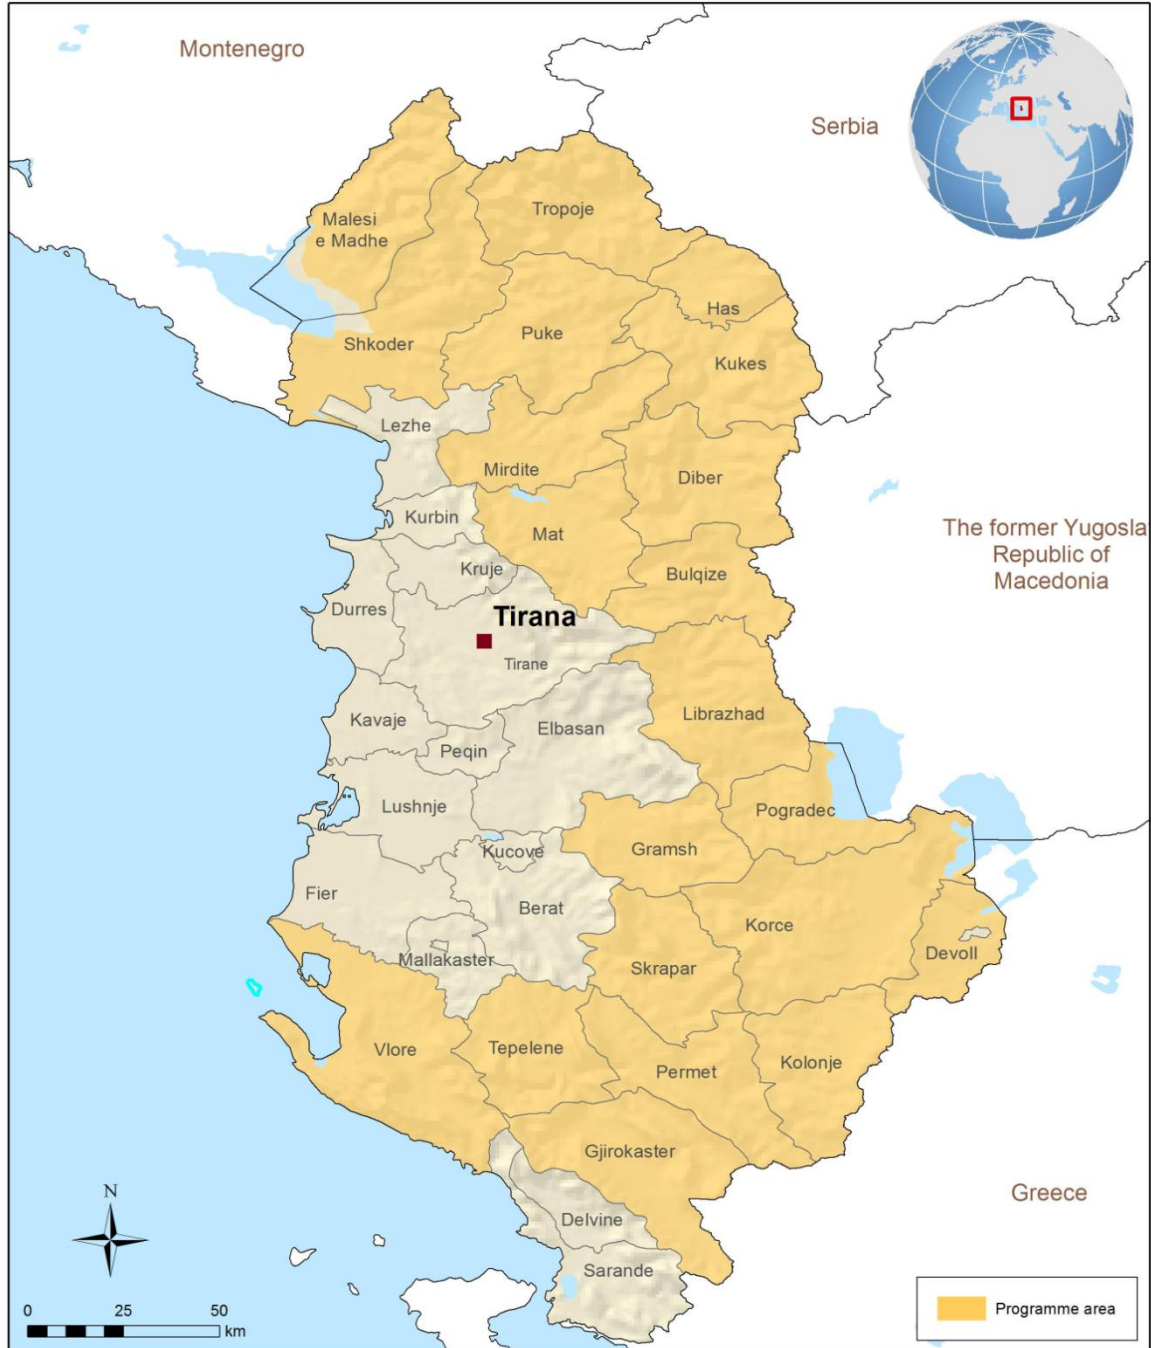 Montenegro
Serbia
Tropoje
Malesi
e Madhe
Has
Puke
Shkoder
Kukes
Lezhe
Mirdite
Diber
Kurbin
The former Yugosla
Republic of
Macedonia
Mat
Kruje
Bulqize
Durres
Tirana
Tirane
Librazhad
Kavaje
Elbasan
Peqin
Lushnje
Pogradec
Kucove
Gramsh
Fier
Berat
Korce
Devoll
Mallakaster
Skrapar
Vlore
Tepelene
Permet
Kolonje
Gjirokaster
N
Greece
Delvine
Sarande
0 25 50
km
Programme area